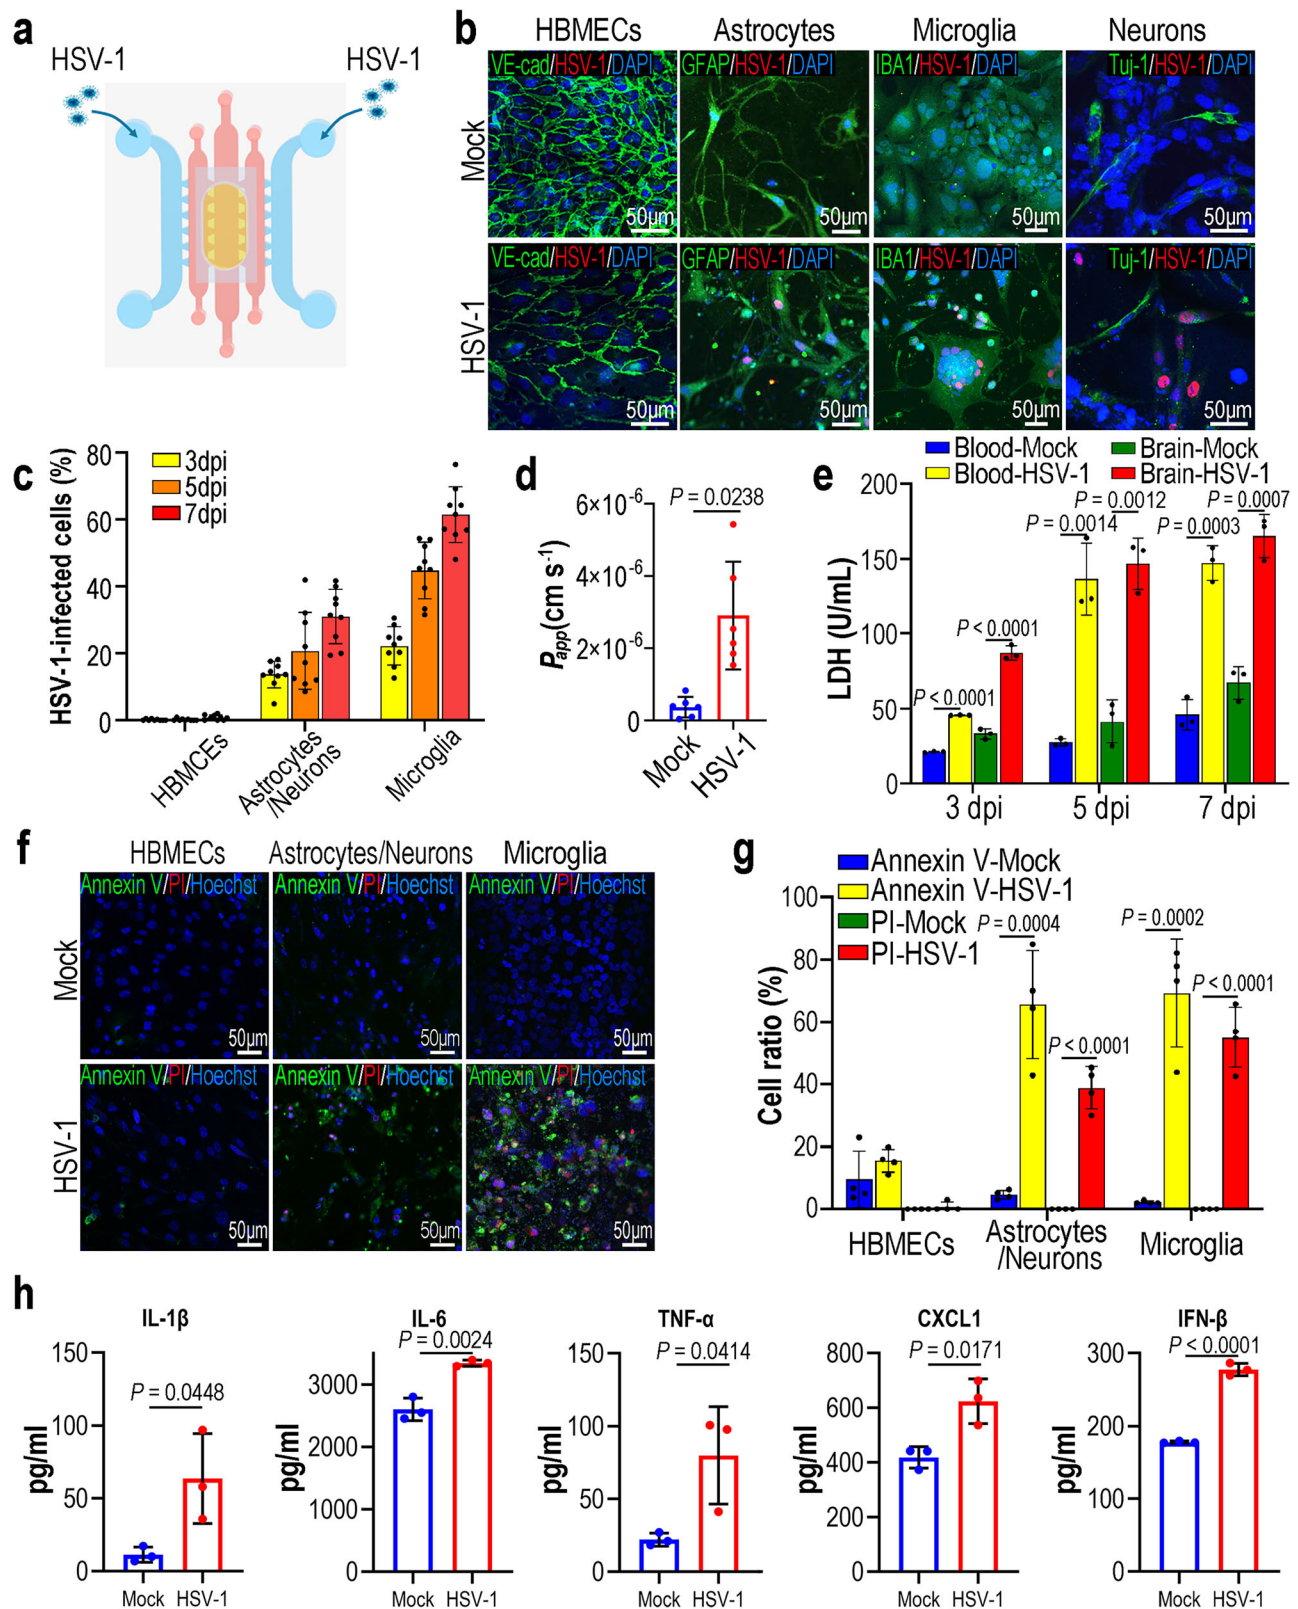 a
HSV-1
HSV-1
b
HBMECs
Astrocytes
Microglia
Neurons
Mock
VE-cad/HSV-1/DAPI
GFAP/HSV-1/DAPI
IBA1/HSV-1/DAPI
Tuj-1/HSV-1/DAPI
50μm
50μm
50μm
50μm
HSV-1
VE-cad/HSV-1/DAPI
GFAP/HSV-1/DAPI
IBA1/HSV-1/DAPI
Tuj-1/HSV-1/DAPI
50μm
50μm
50μm
50μm
c
HSV-1-infected cells (%)
80
60
40
20
0
3dpi
5dpi
7dpi
HBMCEs
Astrocytes
/Neurons
Microglia
d
Papp(cm s-1)
6×10-6
4×10-6
2×10-6
0
P = 0.0238
Mock
HSV-1
e
Blood-Mock
Blood-HSV-1
Brain-Mock
Brain-HSV-1
LDH (U/mL)
200
150
100
50
0
P < 0.0001
P < 0.0001
P = 0.0014
P = 0.0012
P = 0.0003
P = 0.0007
3 dpi
5 dpi
7 dpi
f
HBMECs
Astrocytes/Neurons
Microglia
Mock
Annexin V/PI/Hoechst
Annexin V/PI/Hoechst
Annexin V/PI/Hoechst
50μm
50μm
50μm
HSV-1
Annexin V/PI/Hoechst
Annexin V/PI/Hoechst
Annexin V/PI/Hoechst
50μm
50μm
50μm
g
Annexin V-Mock
Annexin V-HSV-1
PI-Mock
PI-HSV-1
Cell ratio (%)
100
80
60
40
20
0
P = 0.0004
P < 0.0001
P = 0.0002
P < 0.0001
HBMECs
Astrocytes
/Neurons
Microglia
h
IL-1β
pg/ml
150
100
50
0
P = 0.0448
Mock
HSV-1
IL-6
pg/ml
3000
2000
1000
0
P = 0.0024
Mock
HSV-1
TNF-α
pg/ml
150
100
50
0
P = 0.0414
Mock
HSV-1
CXCL1
pg/ml
800
600
400
200
0
P = 0.0171
Mock
HSV-1
IFN-β
pg/ml
300
200
100
0
P < 0.0001
Mock
HSV-1